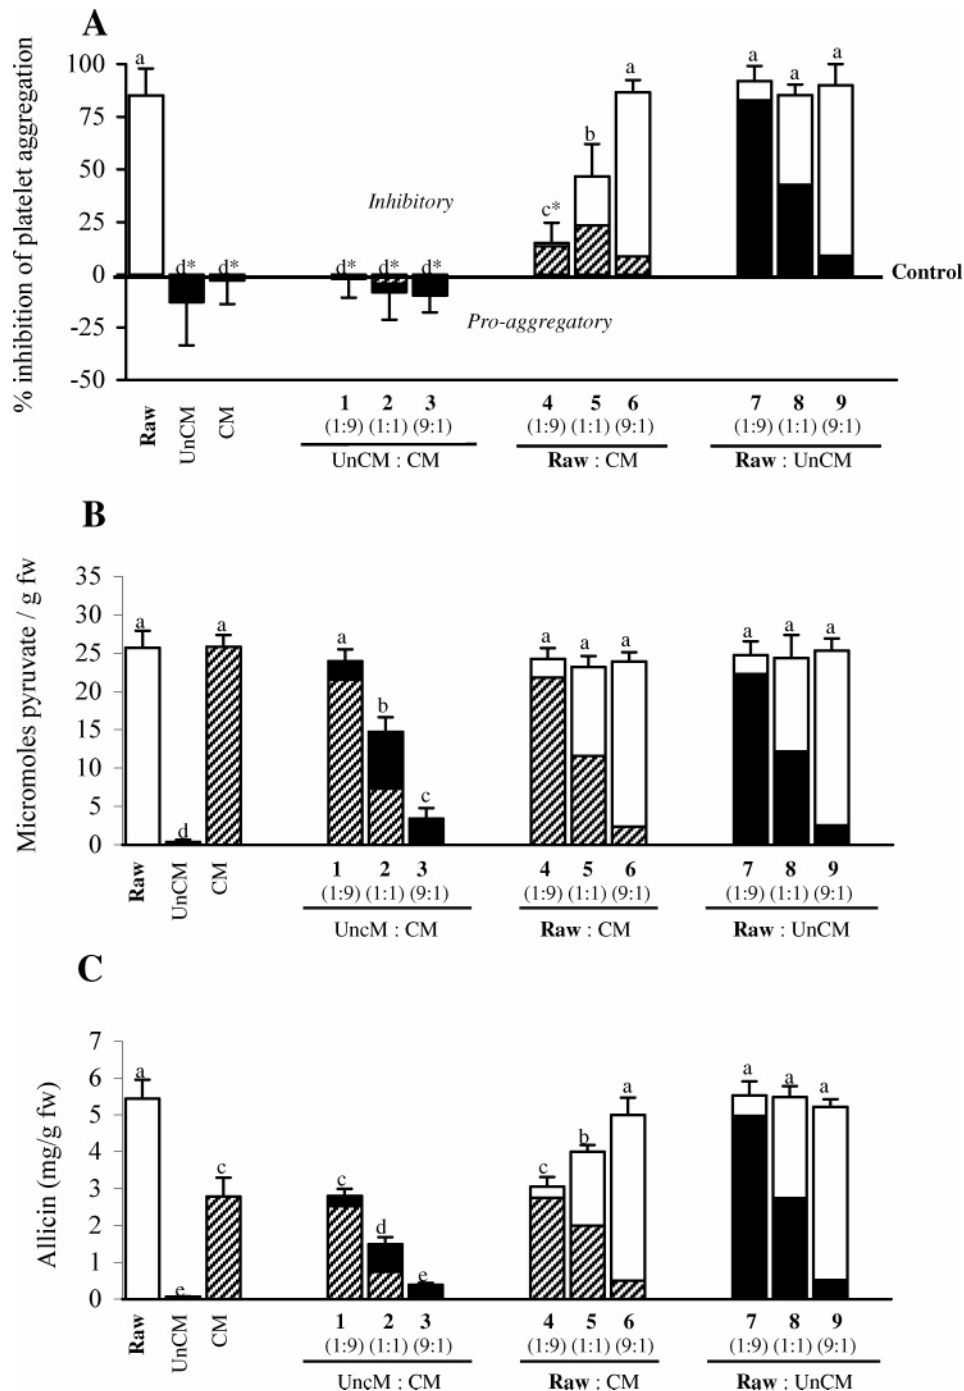 A
% inhibition of platelet aggregation
100
75
50
25
0
-25
-50
a
d*
d*
d*
d*
d*
c*
b
a
a
a
a
Inhibitory
Pro-aggregatory
Control
Raw
UnCM
CM
1 2 3
(1:9) (1:1) (9:1)
UnCM : CM
4 5 6
(1:9) (1:1) (9:1)
Raw : CM
7 8 9
(1:9) (1:1) (9:1)
Raw : UnCM
B
Micromoles pyruvate / g fw
35
30
25
20
15
10
5
0
a
d
a
a
b
c
a
a
a
a
a
a
Raw
UnCM
CM
1 2 3
(1:9) (1:1) (9:1)
UncM : CM
4 5 6
(1:9) (1:1) (9:1)
Raw : CM
7 8 9
(1:9) (1:1) (9:1)
Raw : UnCM
C
Allicin (mg/g fw)
7
6
5
4
3
2
1
0
a
e
c
c
d
e
c
b
a
a
a
a
Raw
UnCM
CM
1 2 3
(1:9) (1:1) (9:1)
UncM : CM
4 5 6
(1:9) (1:1) (9:1)
Raw : CM
7 8 9
(1:9) (1:1) (9:1)
Raw : UnCM